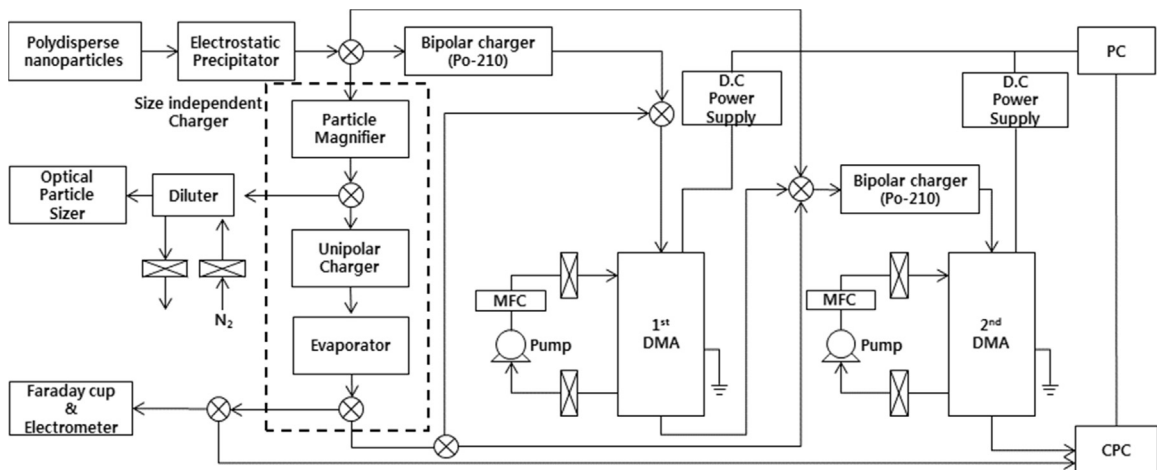 Polydisperse
nanoparticles
Electrostatic
Precipitator
Bipolar charger
(Po-210)
PC
D.C
Power
Supply
D.C
Power
Supply
Size independent
Charger
Particle
Magnifier
Optical
Particle
Sizer
Diluter
Bipolar charger
(Po-210)
Unipolar
Charger
N₂
MFC
Pump
1st
DMA
MFC
Pump
2nd
DMA
Evaporator
Faraday cup
&
Electrometer
CPC